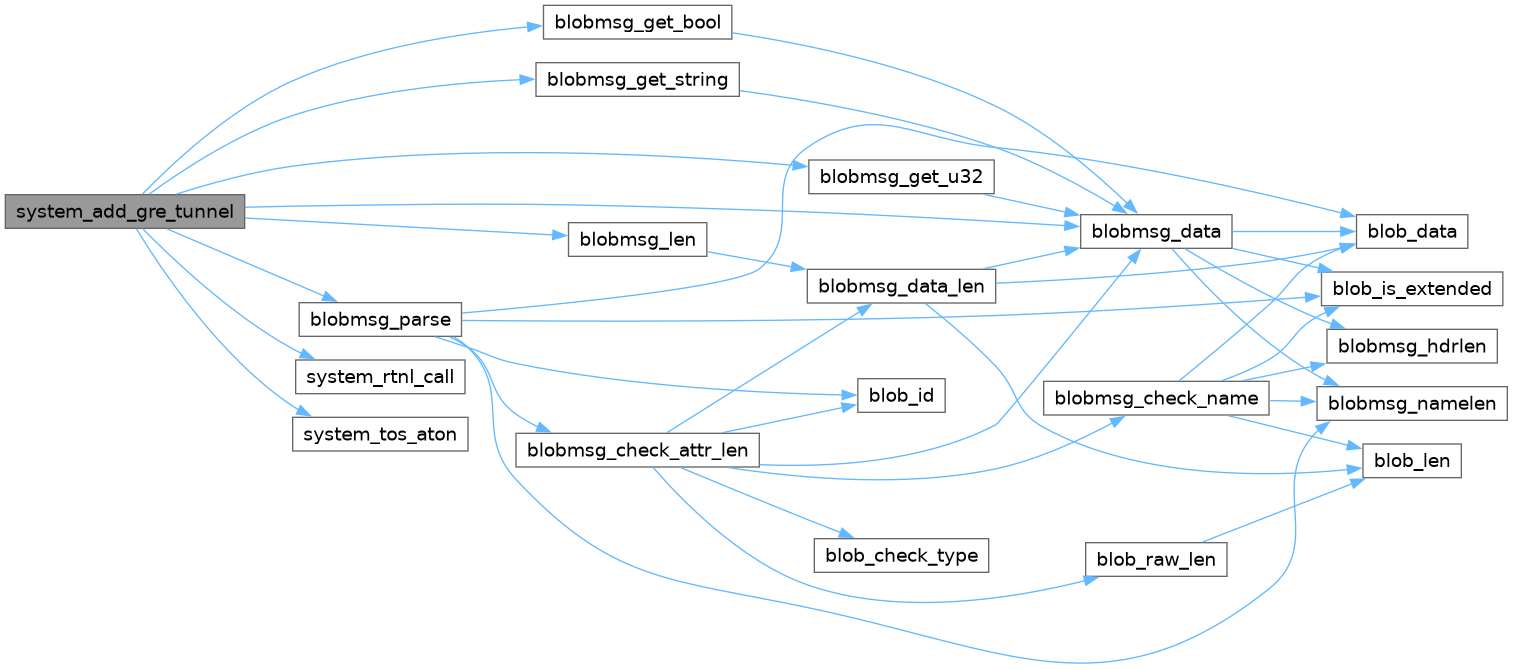 blobmsg_get_bool
blobmsg_get_string
blobmsg_get_u32
system_add_gre_tunnel
blobmsg_len
blobmsg_data
blob_data
blobmsg_data_len
blob_is_extended
blobmsg_parse
blobmsg_hdrlen
system_rtnl_call
blob_id
blobmsg_check_name
blobmsg_namelen
system_tos_aton
blobmsg_check_attr_len
blob_len
blob_check_type
blob_raw_len